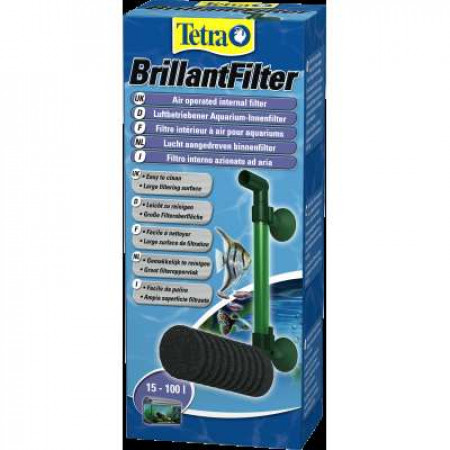 Tetra
BrillantFilter
UK Air operated internal filter
D Luftbetriebener Aquarium-Innenfilter
F Filtre intérieur à air pour aquariums
NL Lucht aangedreven binnenfilter
I Filtro interno azionato ad aria
UK • Easy to clean
• Large filtering surface
D • Leicht zu reinigen
• Große Filteroberfläche
F • Facile à nettoyer
• Large surface de filtration
NL • Gemakkelijk te reinigen
• Groot filteroppervlak
I • Facile da pulire
• Ampia superficie filtrante
15 - 100 l